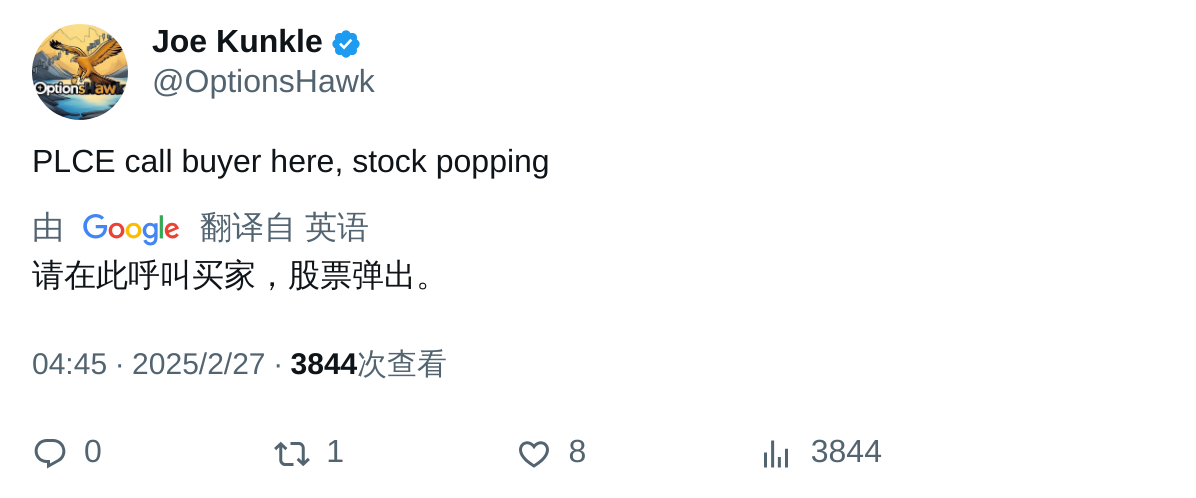 Joe Kunkle
@OptionsHawk
OptionsHawk
PLCE call buyer here, stock popping
由 Google 翻译自 英语
请在此呼叫买家，股票弹出。
04:45 · 2025/2/27 · 3844次查看
0 1 8 3844